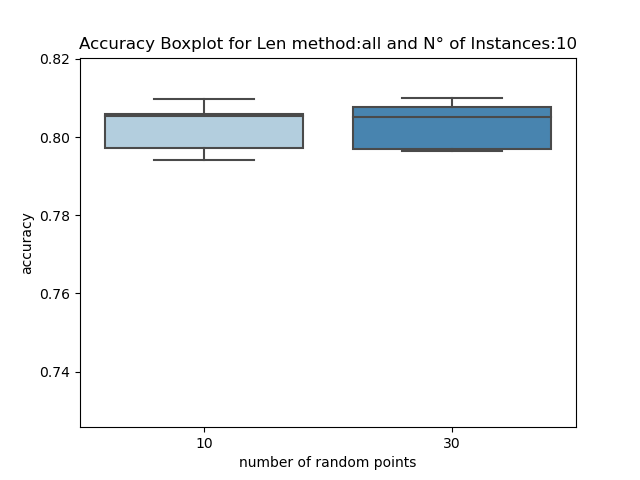 Accuracy Boxplot for Len method:all and N° of Instances:10
0.82
0.80
0.78
0.76
0.74
accuracy
10
30
number of random points